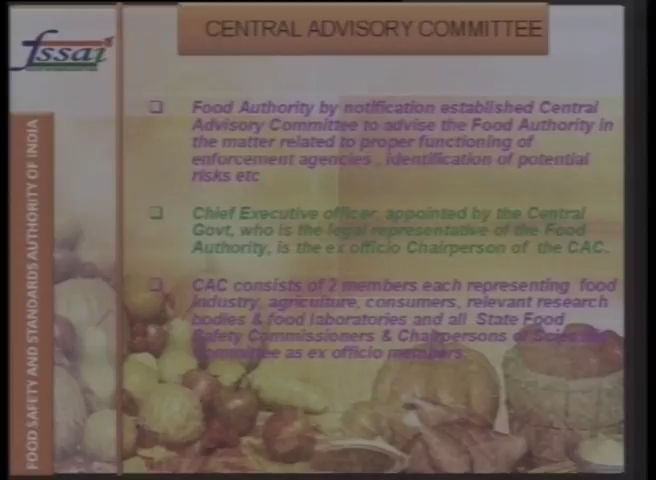 fssai
CENTRAL ADVISORY COMMITTEE
FOOD SAFETY AND STANDARDS AUTHORITY OF INDIA
Food Authority by notification established Central
Advisory Committee to advise the Food Authority in
the matter related to proper functioning of
enforcement agencies , identification of potential
risks etc
Chief Executive officer, appointed by the Central
Govt, who is the legal representative of the Food
Authority, is the ex officio Chairperson of the CAC.
CAC consists of 2 members each representing food
industry, agriculture, consumers, relevant research
bodies & food laboratories and all State Food
Safety Commissioners & Chairpersons of Scientific
Committee as ex officio members.